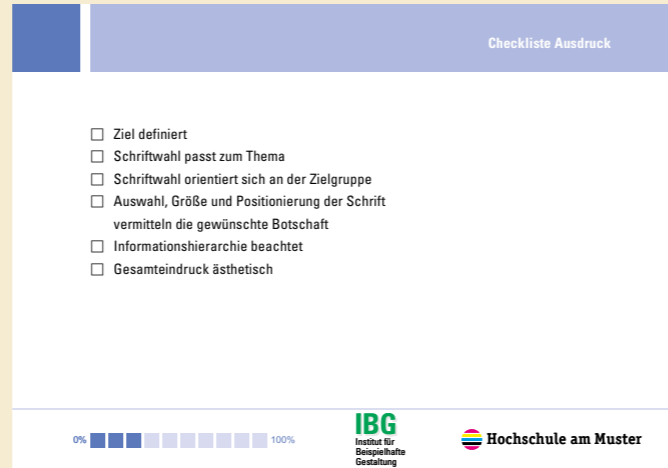 Checkliste Ausdruck
☐ Ziel definiert
☐ Schriftwahl passt zum Thema
☐ Schriftwahl orientiert sich an der Zielgruppe
☐ Auswahl, Größe und Positionierung der Schrift
vermitteln die gewünschte Botschaft
☐ Informationshierarchie beachtet
☐ Gesamteindruck ästhetisch
0% 100%
IBG
Institut für
Beispielhafte
Gestaltung
Hochschule am Muster